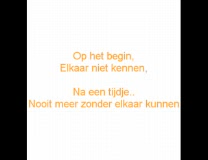 Op het begin,
Elkaar niet kennen,
Na een tijdje..
Nooit meer zonder elkaar kunnen